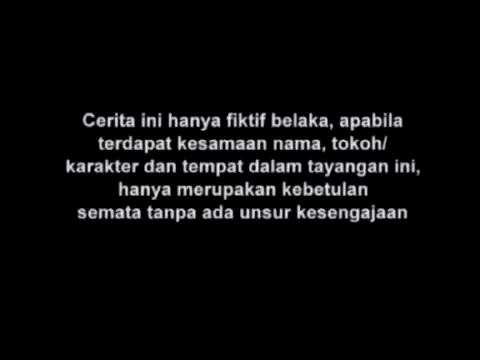 Cerita ini hanya fiktif belaka, apabila
terdapat kesamaan nama, tokoh/
karakter dan tempat dalam tayangan ini,
hanya merupakan kebetulan
semata tanpa ada unsur kesengajaan